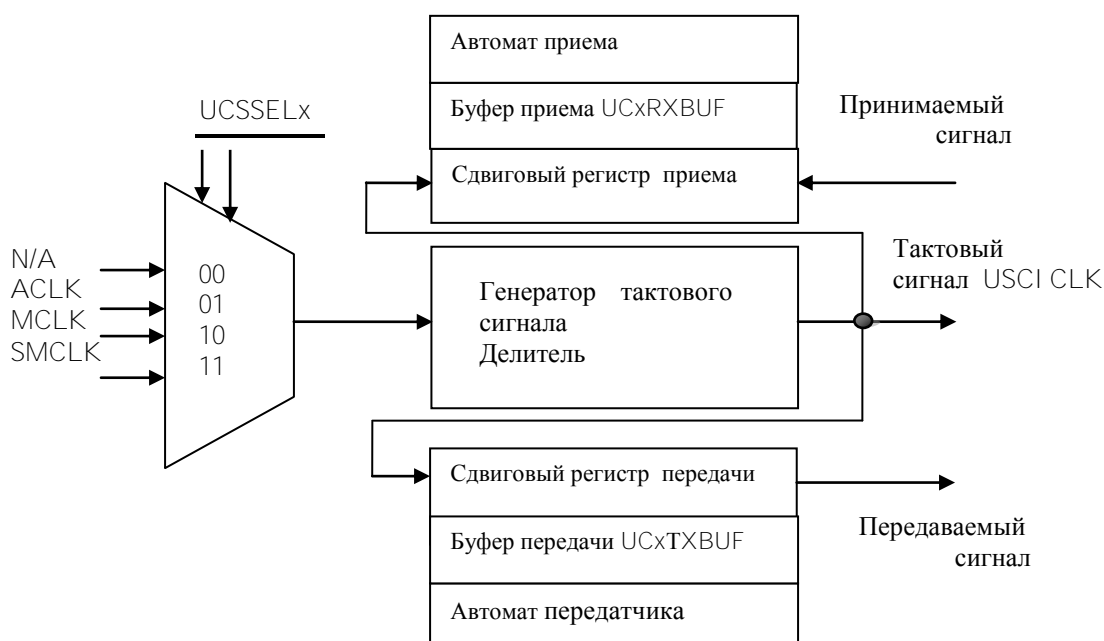 Автомат приема
UCSSELx
Буфер приема UCxRXBUF
Принимаемый
сигнал
Сдвиговый регистр приема
N/A
ACLK
MCLK
SMCLK
00
01
10
11
Генератор тактового
сигнала
Делитель
Тактовый
сигнал USCI CLK
Сдвиговый регистр передачи
Буфер передачи UCxTXBUF
Передаваемый
сигнал
Автомат передатчика